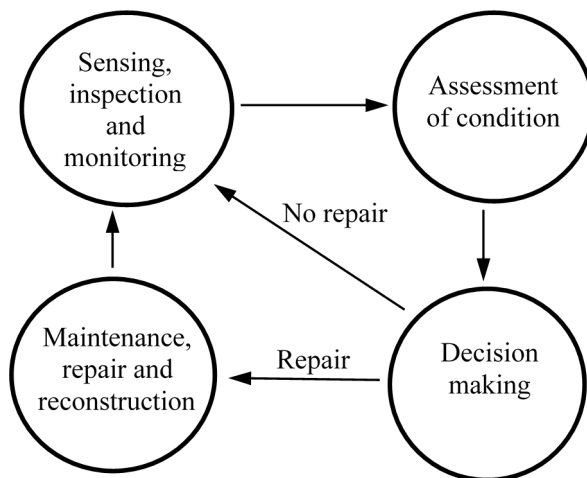 Sensing,
inspection
and
monitoring
Assessment
of condition
No repair
Maintenance,
repair and
reconstruction
Repair
Decision
making